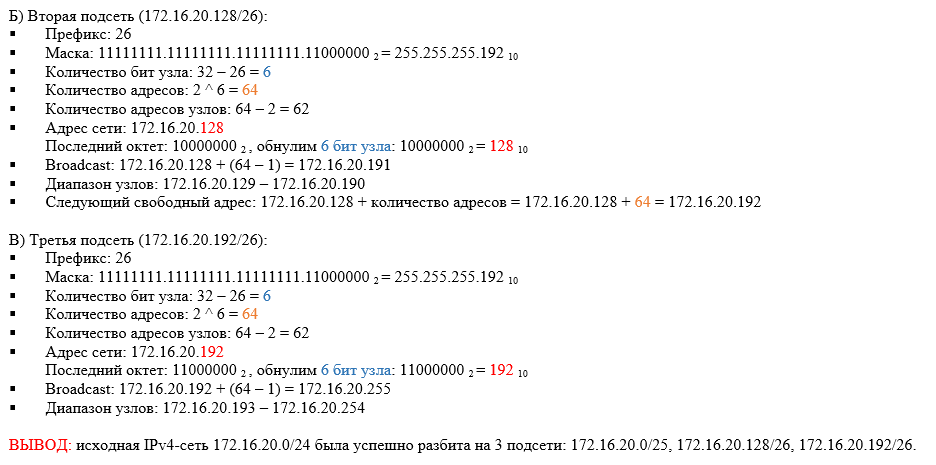 Б) Вторая подсеть (172.16.20.128/26):
▪ Префикс: 26
▪ Маска: 11111111.11111111.11111111.11000000 2 = 255.255.255.192 10
▪ Количество бит узла: 32 – 26 = 6
▪ Количество адресов: 2 ^ 6 = 64
▪ Количество адресов узлов: 64 – 2 = 62
▪ Адрес сети: 172.16.20.128
Последний октет: 10000000 2 , обнулим 6 бит узла: 10000000 2 = 128 10
▪ Broadcast: 172.16.20.128 + (64 – 1) = 172.16.20.191
▪ Диапазон узлов: 172.16.20.129 – 172.16.20.190
▪ Следующий свободный адрес: 172.16.20.128 + количество адресов = 172.16.20.128 + 64 = 172.16.20.192
В) Третья подсеть (172.16.20.192/26):
▪ Префикс: 26
▪ Маска: 11111111.11111111.11111111.11000000 2 = 255.255.255.192 10
▪ Количество бит узла: 32 – 26 = 6
▪ Количество адресов: 2 ^ 6 = 64
▪ Количество адресов узлов: 64 – 2 = 62
▪ Адрес сети: 172.16.20.192
Последний октет: 11000000 2 , обнулим 6 бит узла: 11000000 2 = 192 10
▪ Broadcast: 172.16.20.192 + (64 – 1) = 172.16.20.255
▪ Диапазон узлов: 172.16.20.193 – 172.16.20.254
ВЫВОД: исходная IPv4-сеть 172.16.20.0/24 была успешно разбита на 3 подсети: 172.16.20.0/25, 172.16.20.128/26, 172.16.20.192/26.